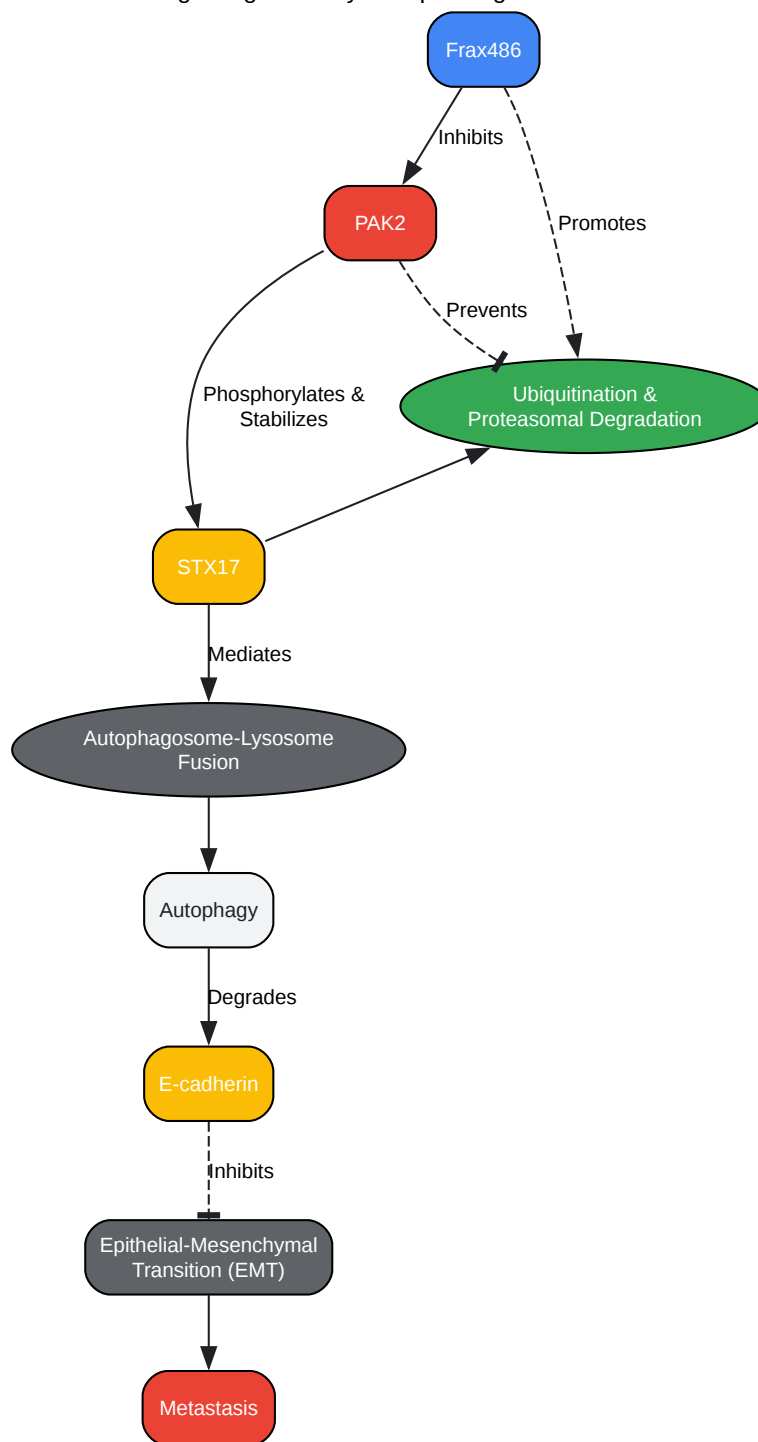 Frax486
Inhibits
PAK2
Promotes
Prevents
Phosphorylates &
Stabilizes
Ubiquitination &
Proteasomal Degradation
STX17
Mediates
Autophagosome-Lysosome
Fusion
Autophagy
Degrades
E-cadherin
Inhibits
Epithelial-Mesenchymal
Transition (EMT)
Metastasis